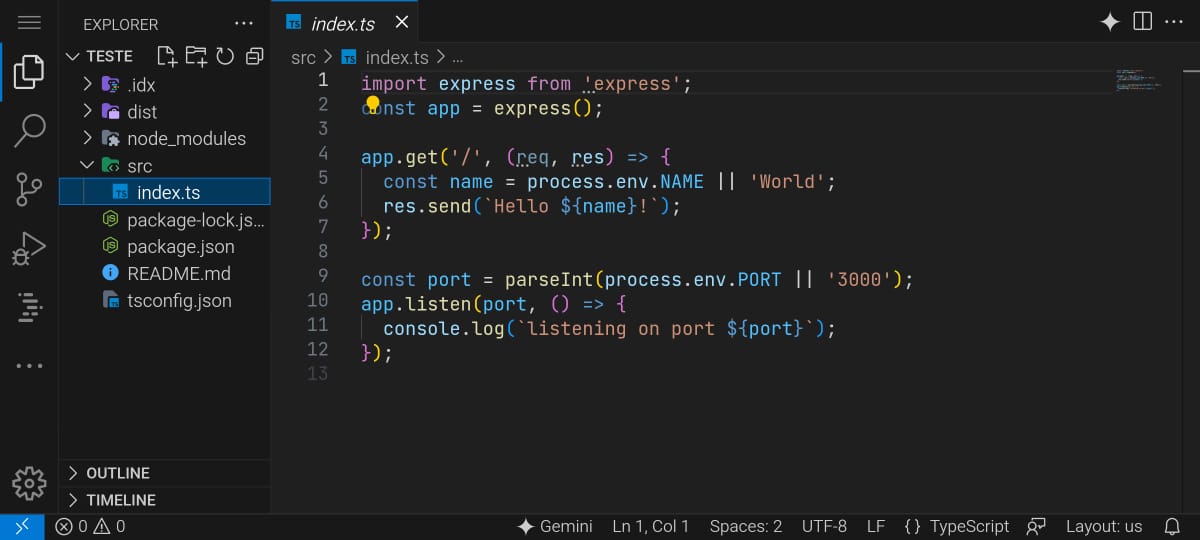 EXPLORER
TESTE
.idx
dist
node_modules
src
index.ts
package-lock.js...
package.json
README.md
tsconfig.json
OUTLINE
TIMELINE
index.ts
src > index.ts > ...
1 import express from 'express';
2 const app = express();
3
4 app.get('/', (req, res) => {
5   const name = process.env.NAME || 'World';
6   res.send(`Hello ${name}!`);
7 });
8
9 const port = parseInt(process.env.PORT || '3000');
10 app.listen(port, () => {
11   console.log(`listening on port ${port}`);
12 });
13
0 0 Gemini Ln 1, Col 1 Spaces: 2 UTF-8 LF {} TypeScript Layout: us